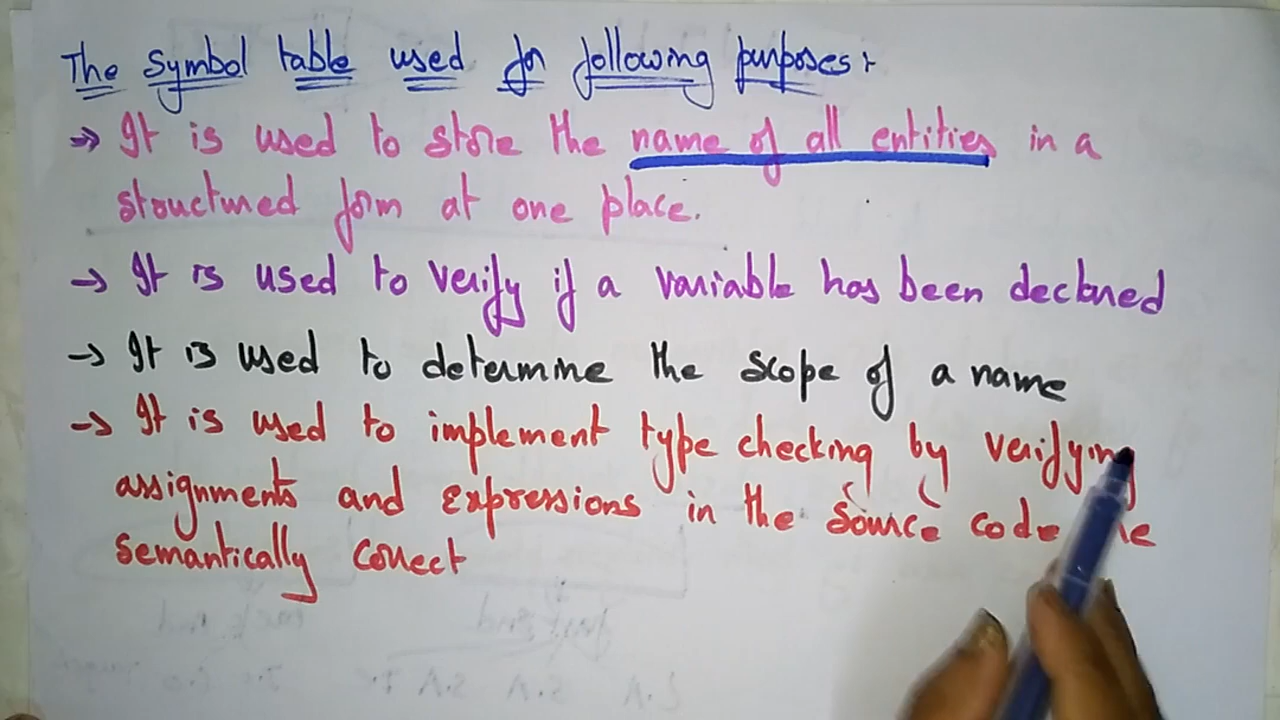 The symbol table used for following purposes:
→ It is used to store the name of all entities in a
structured form at one place.
→ It is used to verify if a variable has been declared
→ It is used to determine the scope of a name
→ It is used to implement type checking by verifying
assignments and expressions in the source code
semantically correct